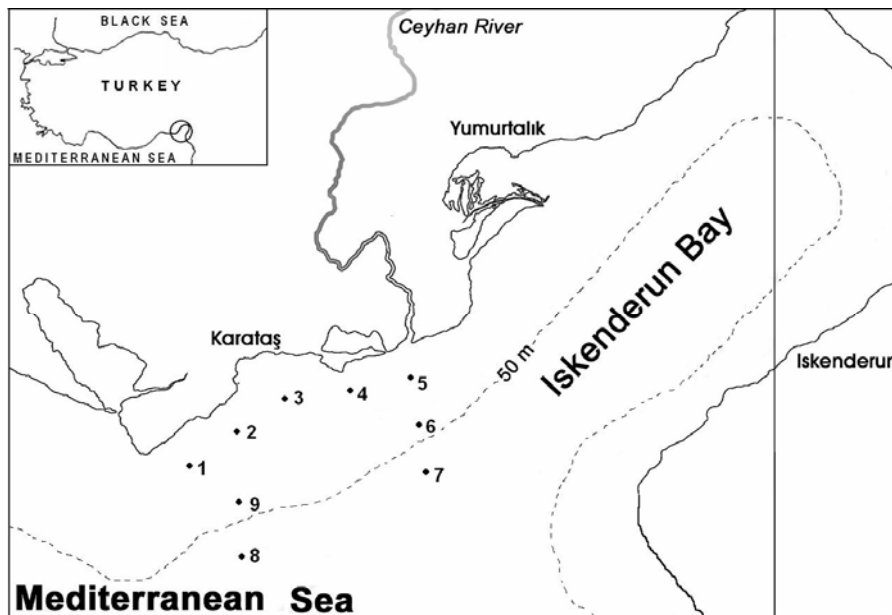 BLACK SEA
TURKEY
MEDITERRANEAN SEA
Ceyhan River
Yumurtalık
Iskenderun Bay
Karataş
50 m
Iskenderun
5
4
3
6
2
1
7
9
8
Mediterranean Sea